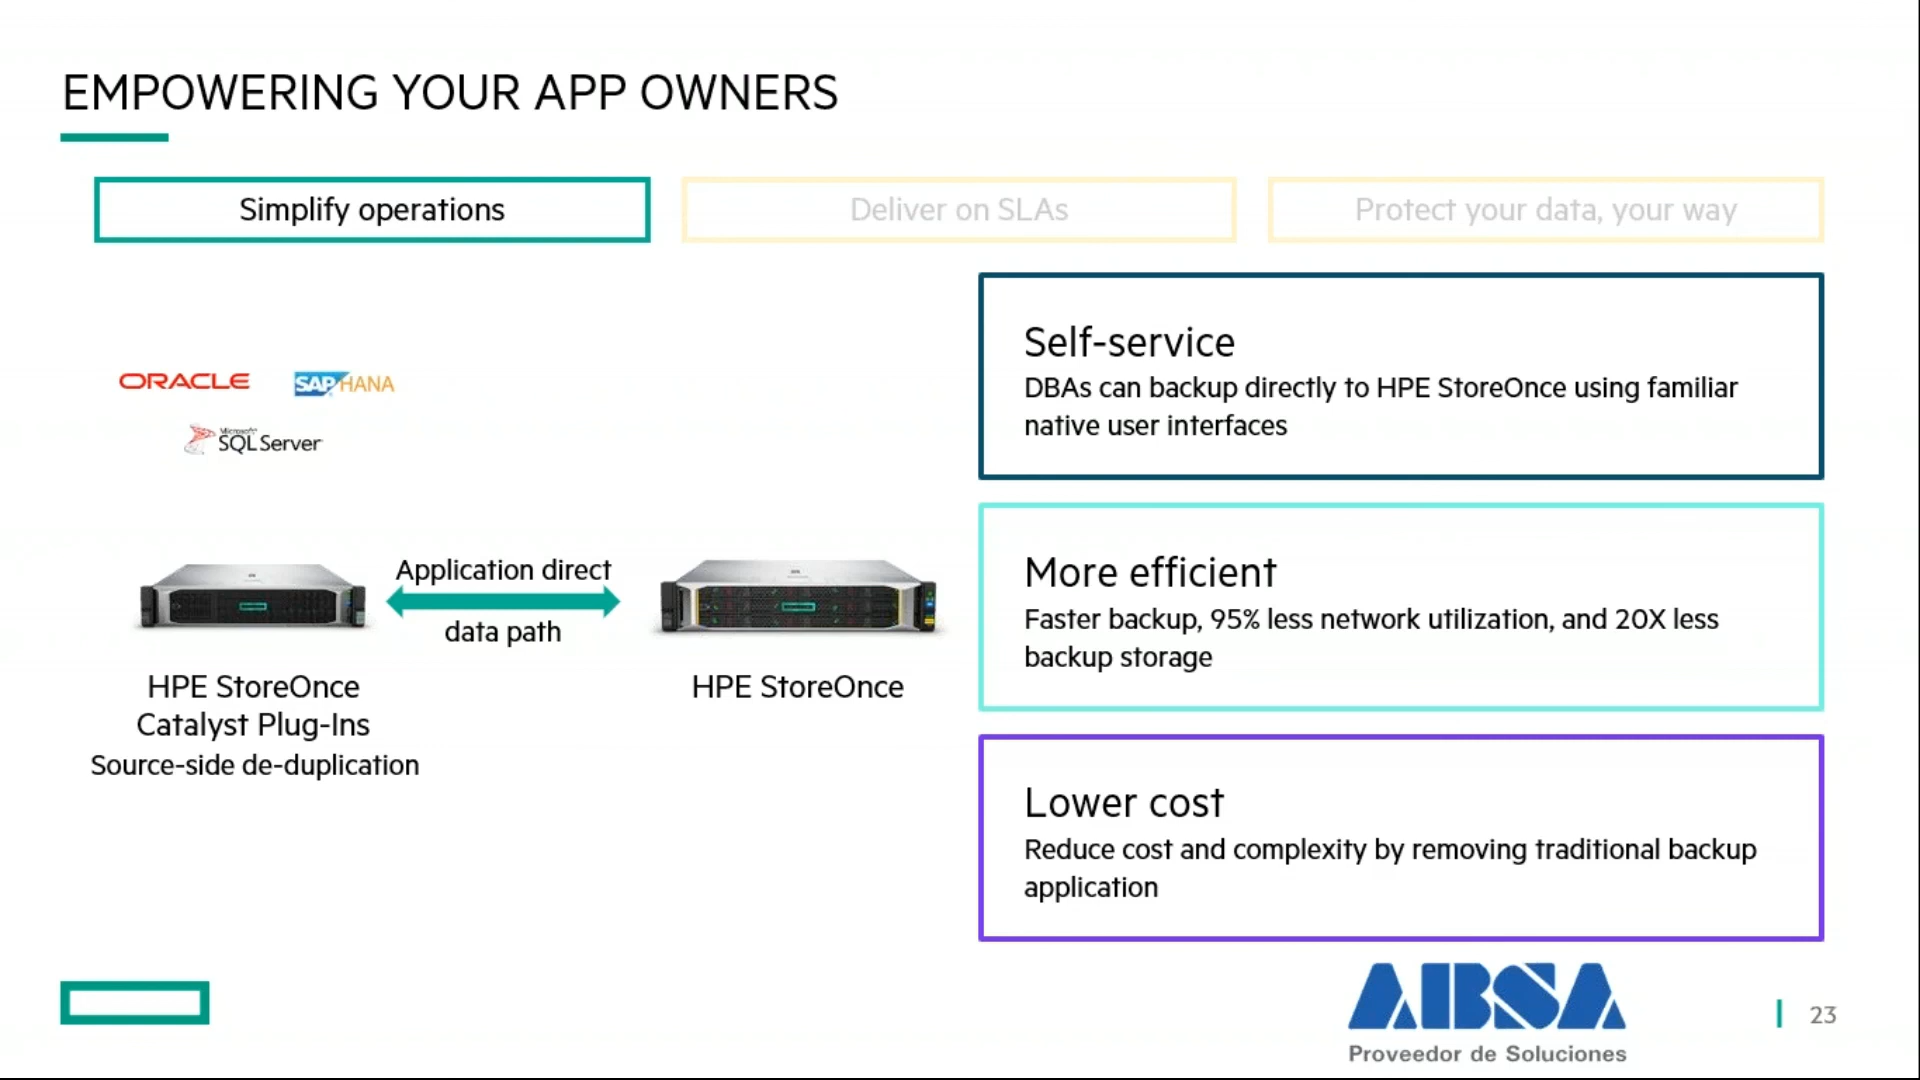 EMPOWERING YOUR APP OWNERS
Simplify operations
Deliver on SLAs
Protect your data, your way
ORACLE
SAP HANA
Microsoft
SQL Server
Application direct
data path
HPE StoreOnce
Catalyst Plug-Ins
Source-side de-duplication
HPE StoreOnce
Self-service
DBAs can backup directly to HPE StoreOnce using familiar
native user interfaces
More efficient
Faster backup, 95% less network utilization, and 20X less
backup storage
Lower cost
Reduce cost and complexity by removing traditional backup
application
ABSA
Proveedor de Soluciones
23